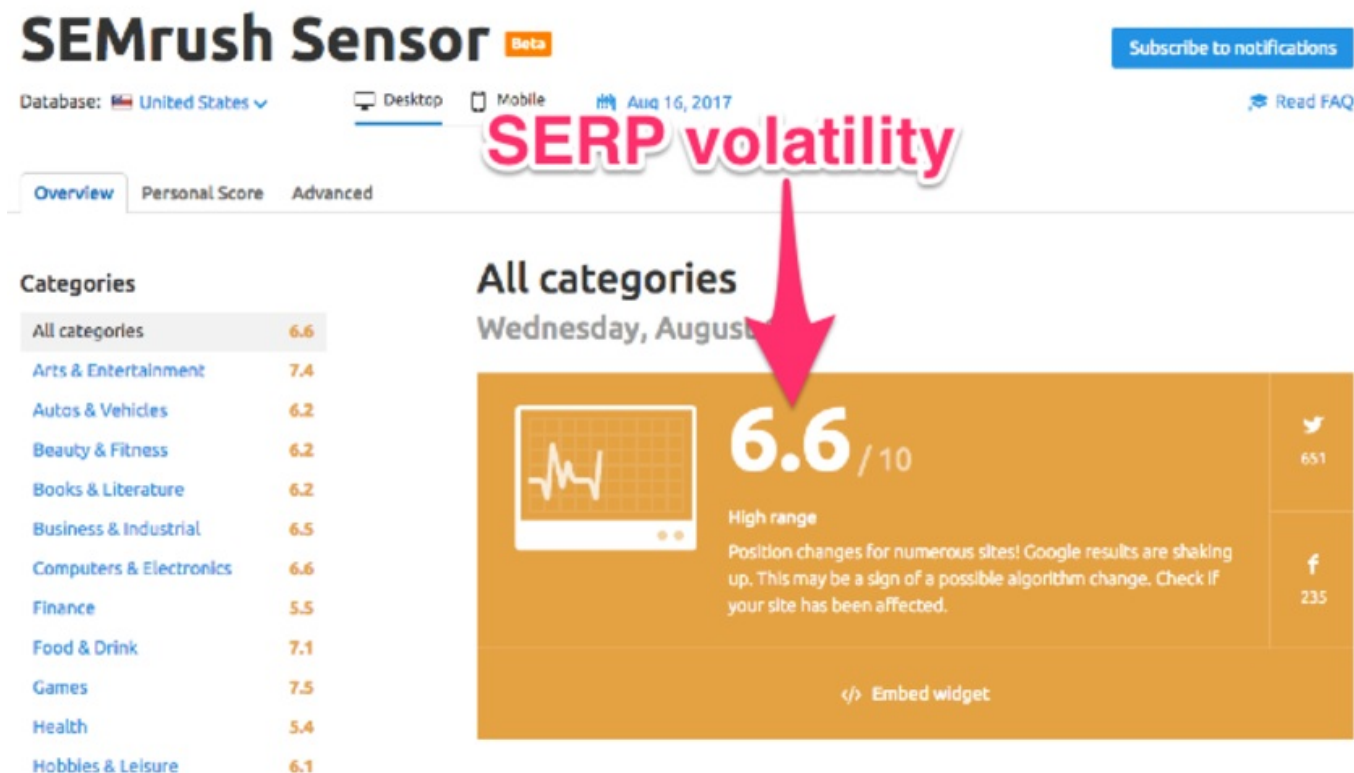 SEMrush Sensor Beta
Subscribe to notifications
Database: United States
Desktop
Mobile
Aug 16, 2017
Read FAQ
SERP volatility
Overview
Personal Score
Advanced
Categories
All categories 6.6
Arts & Entertainment 7.4
Autos & Vehicles 6.2
Beauty & Fitness 6.2
Books & Literature 6.2
Business & Industrial 6.5
Computers & Electronics 6.6
Finance 5.5
Food & Drink 7.1
Games 7.5
Health 5.4
Hobbies & Leisure 6.1
All categories
Wednesday, August
6.6 / 10
High range
Position changes for numerous sites! Google results are shaking
up. This may be a sign of a possible algorithm change. Check if
your site has been affected.
651
235
</> Embed widget